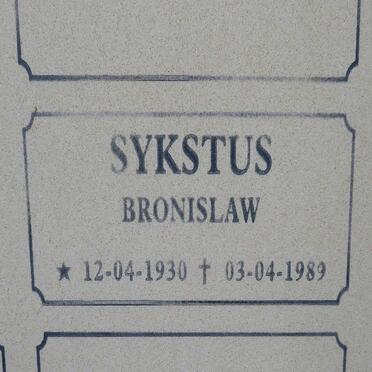 SYKSTUS
BRONISLAW
★ 12-04-1930 † 03-04-1989